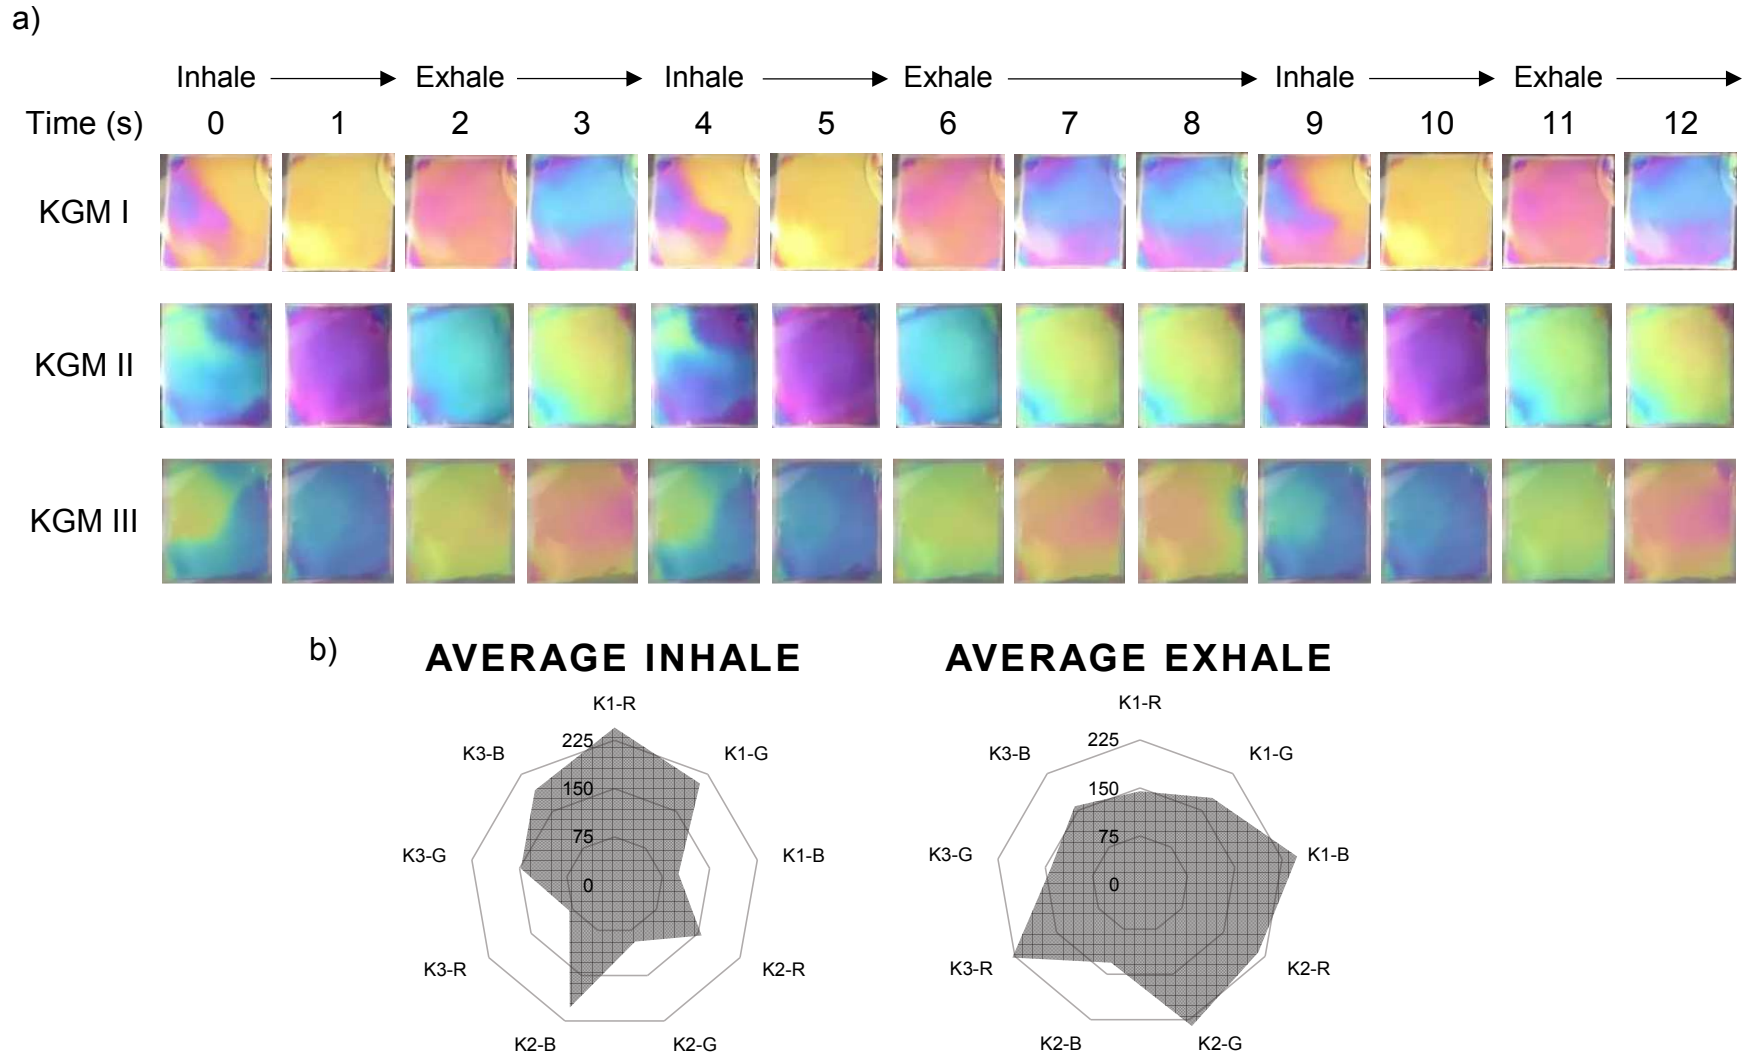 a)
Inhale Exhale Inhale Exhale Inhale Exhale
Time (s) 0 1 2 3 4 5 6 7 8 9 10 11 12
KGM I
KGM II
KGM III
b)
AVERAGE INHALE
K1-R
K1-G
K1-B
K2-R
K2-G
K2-B
K3-R
K3-G
K3-B
225
150
75
0
AVERAGE EXHALE
K1-R
K1-G
K1-B
K2-R
K2-G
K2-B
K3-R
K3-G
K3-B
225
150
75
0